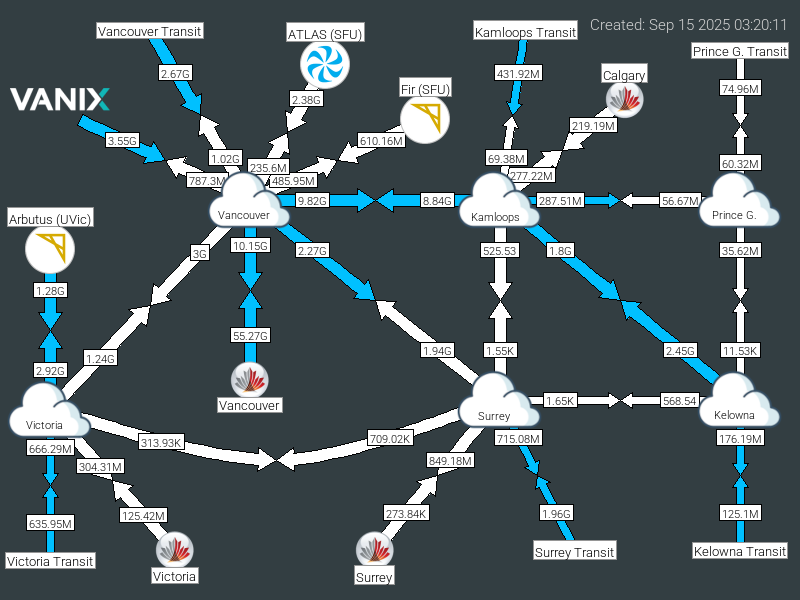 Created: Sep 15 2025 03:20:11
Vancouver Transit
ATLAS (SFU)
Kamloops Transit
Prince G. Transit
2.67G
431.92M
Calgary
74.96M
VANIX
2.38G
Fir (SFU)
219.19M
3.55G
610.16M
1.02G
235.6M
69.38M
60.32M
787.3M
485.95M
277.22M
9.82G
8.84G
287.51M
56.67M
Vancouver
Kamloops
Prince G.
Arbutus (UVic)
3G
10.15G
2.27G
525.53
1.8G
35.62M
1.28G
55.27G
1.24G
1.94G
1.55K
2.45G
11.53K
2.92G
Vancouver
1.65K
568.54
Victoria
Surrey
Kelowna
666.29M
313.93K
709.02K
715.08M
176.19M
304.31M
849.18M
635.95M
125.42M
273.84K
1.96G
125.1M
Victoria Transit
Victoria
Surrey
Surrey Transit
Kelowna Transit